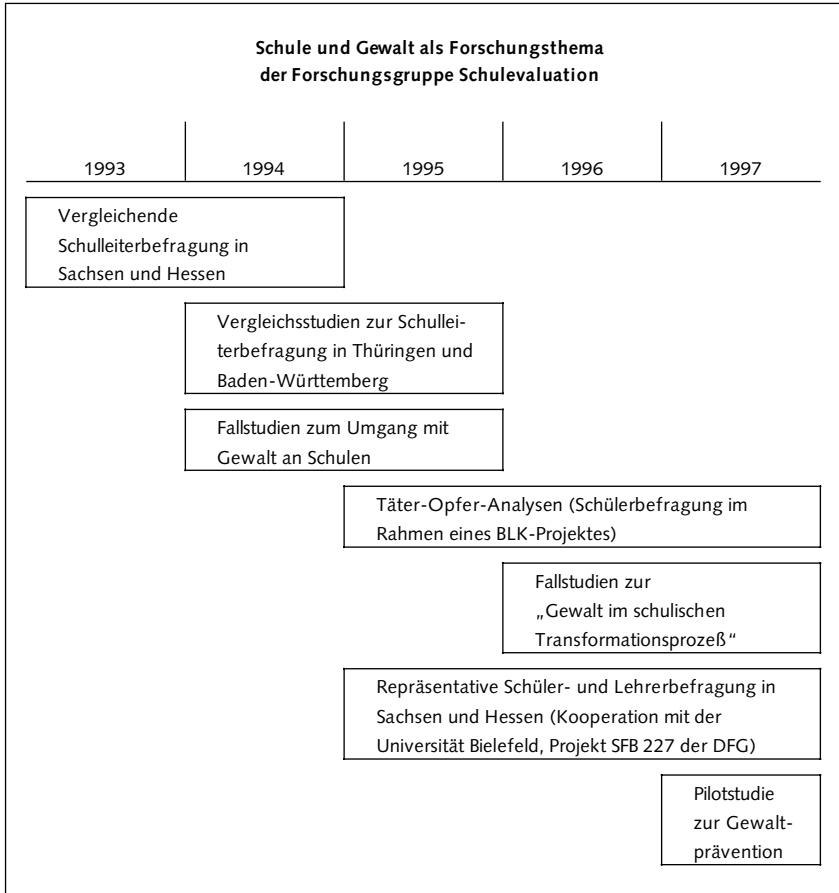 Schule und Gewalt als Forschungsthema
der Forschungsgruppe Schulevaluation
1993 1994 1995 1996 1997
Vergleichende
Schulleiterbefragung in
Sachsen und Hessen
Vergleichsstudien zur Schullei-
terbefragung in Thüringen und
Baden-Württemberg
Fallstudien zum Umgang mit
Gewalt an Schulen
Täter-Opfer-Analysen (Schülerbefragung im
Rahmen eines BLK-Projektes)
Fallstudien zur
„Gewalt im schulischen
Transformationsprozeß“
Repräsentative Schüler- und Lehrerbefragung in
Sachsen und Hessen (Kooperation mit der
Universität Bielefeld, Projekt SFB 227 der DFG)
Pilotstudie
zur Gewalt-
prävention